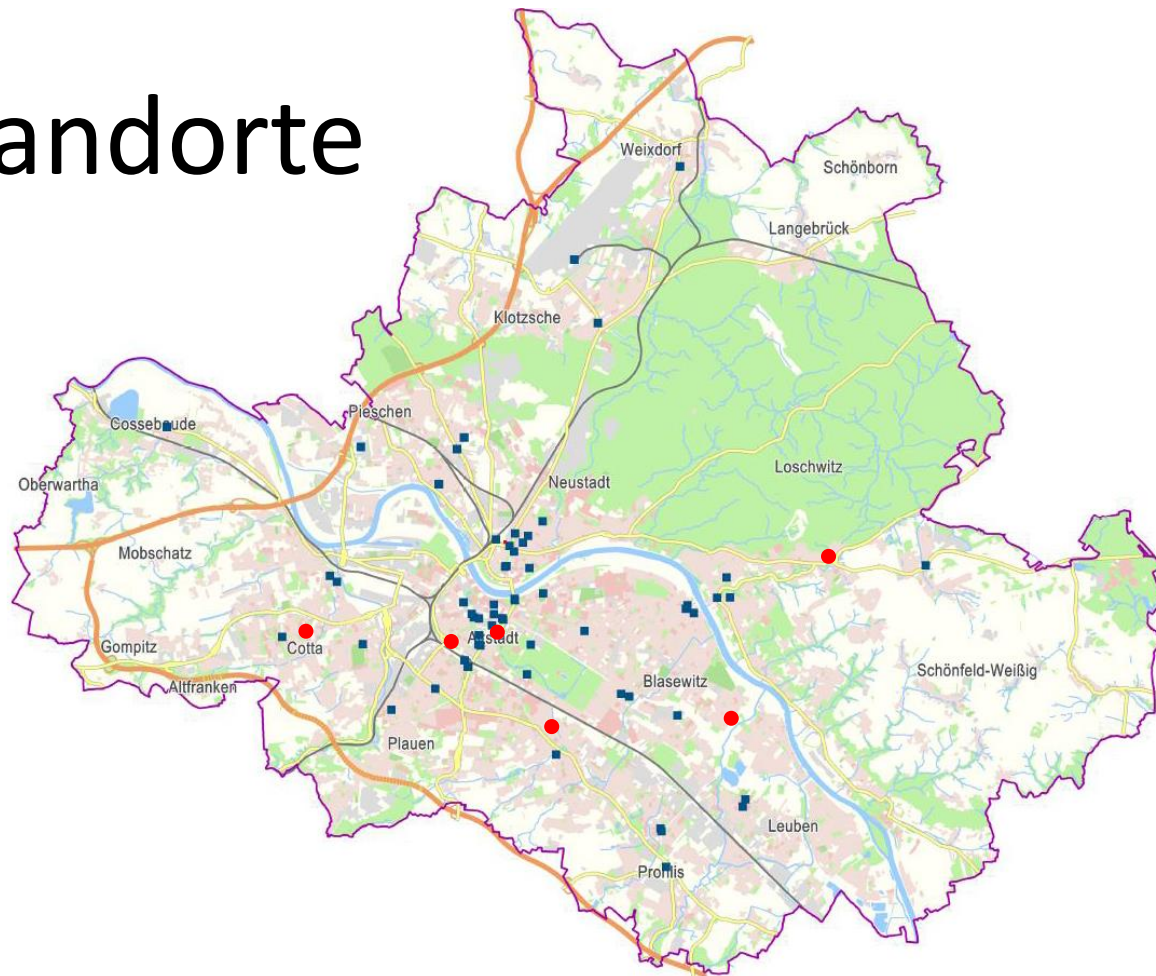 andorte
Weixdorf
Schönborn
Langebrück
Klotzsche
Pieschen
Cossebaude
Loschwitz
Oberwartha
Neustadt
Mobschatz
Gompitz
Cotta
Altstadt
Blasewitz
Schönfeld-Weißig
Altfranken
Plauen
Leuben
Prohlis